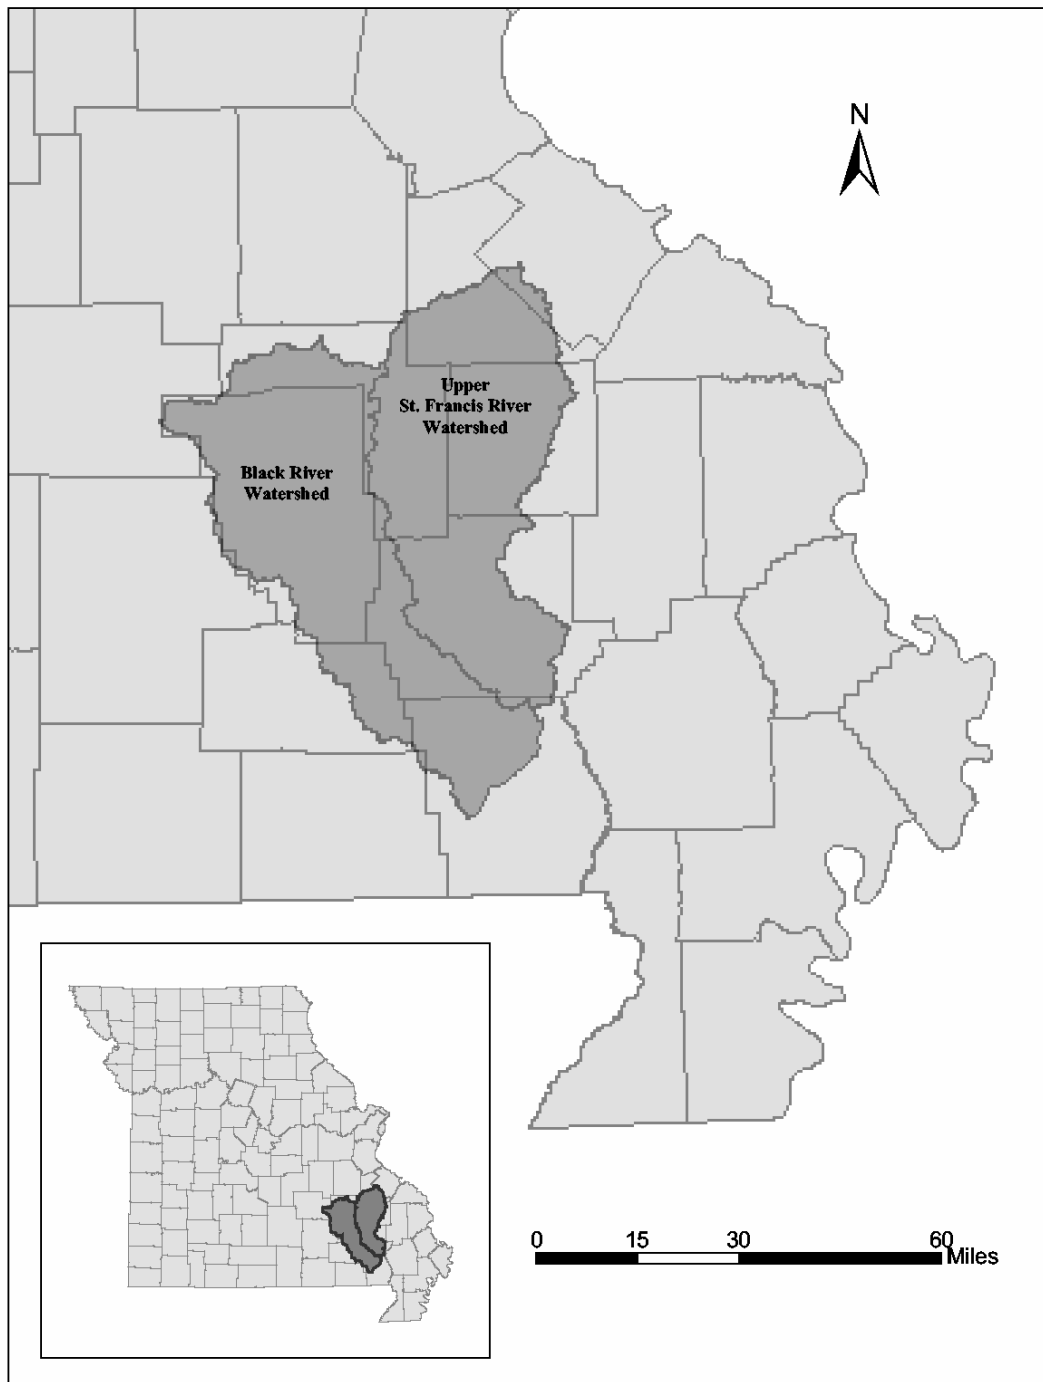 N
Upper
St. Francis River
Watershed
Black River
Watershed
0 15 30 60
Miles